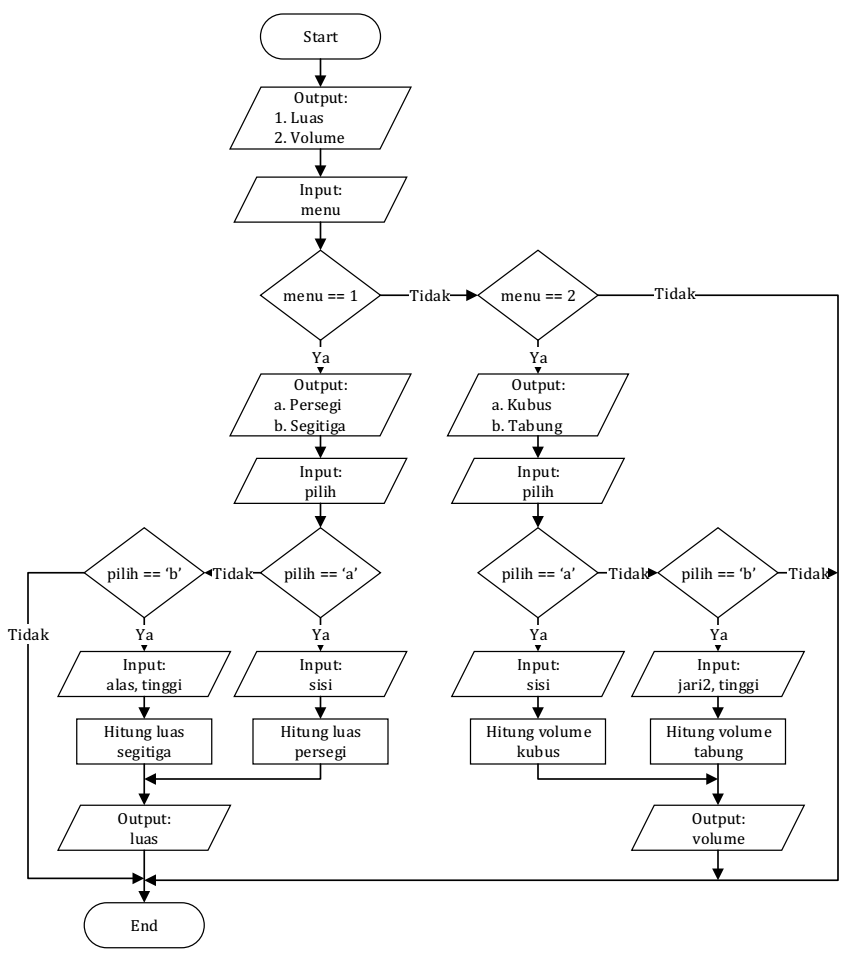 Start
Output:
1. Luas
2. Volume
Input:
menu
menu == 1
Tidak
menu == 2
Tidak
Ya
Ya
Output:
a. Persegi
b. Segitiga
Output:
a. Kubus
b. Tabung
Input:
pilih
Input:
pilih
pilih == ‘b’
Tidak
pilih == ‘a’
pilih == ‘a’
Tidak
pilih == ‘b’
Tidak
Tidak
Ya
Ya
Ya
Ya
Input:
alas, tinggi
Input:
sisi
Input:
sisi
Input:
jari2, tinggi
Hitung luas
segitiga
Hitung luas
persegi
Hitung volume
kubus
Hitung volume
tabung
Output:
luas
Output:
volume
End